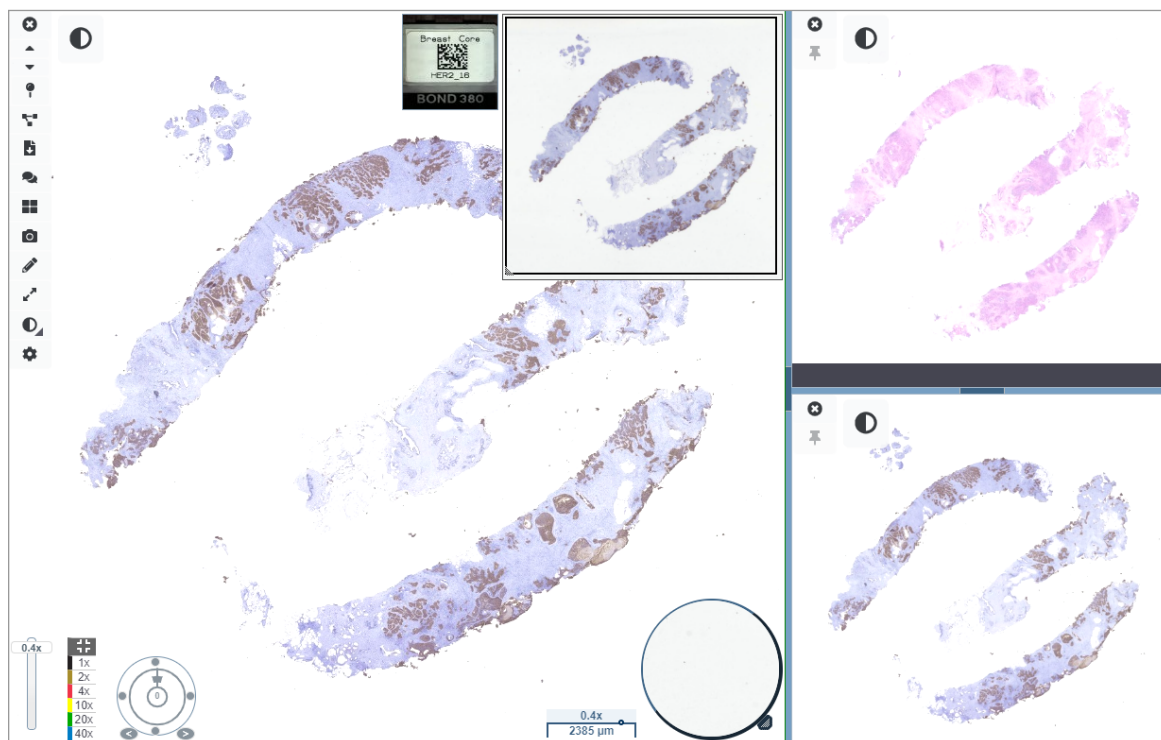 Breast Core
HER2_16
BOND 380
0.4x
1x
2x
4x
10x
20x
40x
0
0.4x
2385 µm